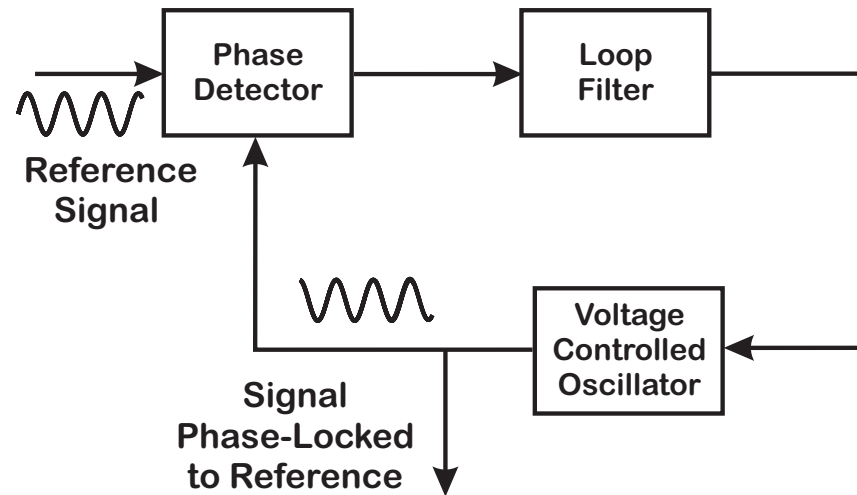 Phase
Detector
Loop
Filter
Reference
Signal
Voltage
Controlled
Oscillator
Signal
Phase-Locked
to Reference